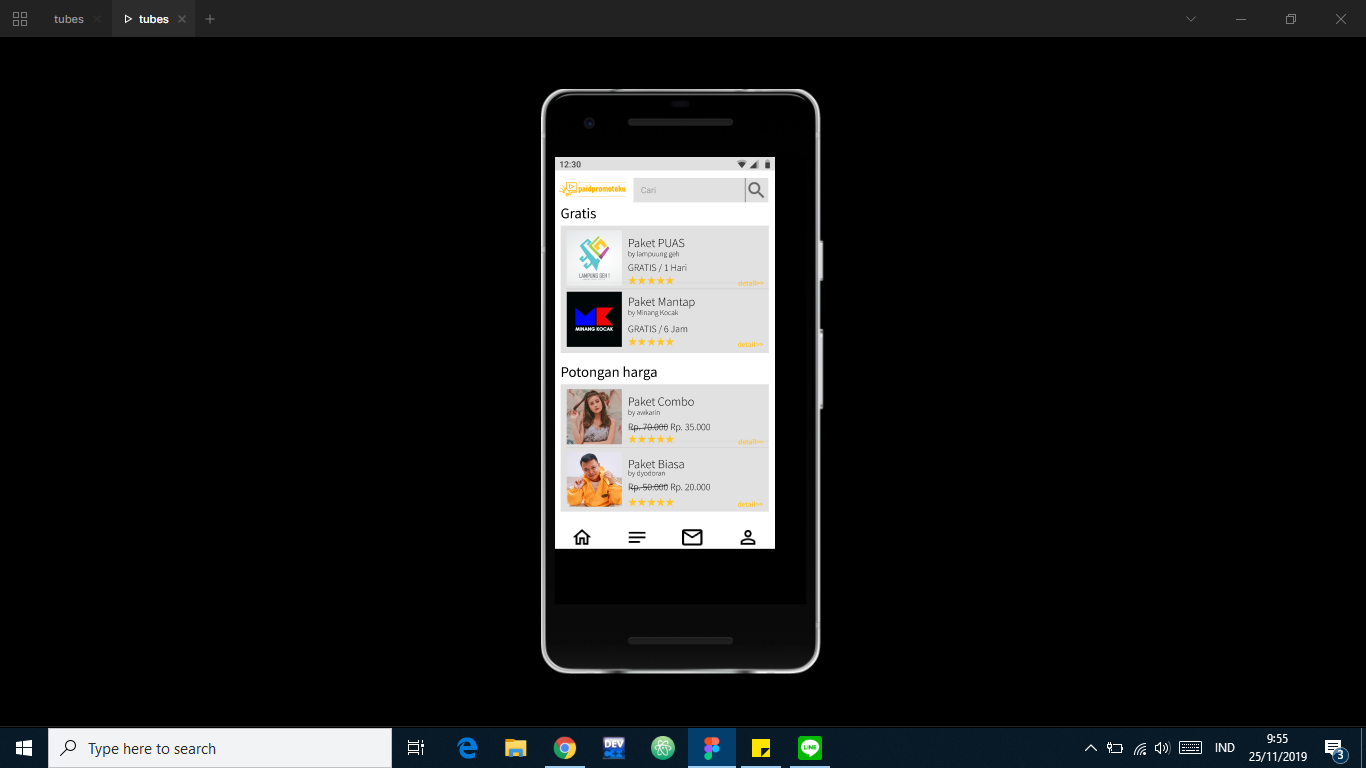 tubes
tubes
12:30
paidpromoteku
Cari
Gratis
LAMPUNG GEH !
Paket PUAS
by lampuung geh
GRATIS / 1 Hari
★★★★★
detail>>
MINANG KOCAK
Paket Mantap
by Minang Kocak
GRATIS / 6 Jam
★★★★★
detail>>
Potongan harga
Paket Combo
by awkarin
Rp. 70.000 Rp. 35.000
★★★★★
detail>>
Paket Biasa
by dyodoran
Rp. 50.000 Rp. 20.000
★★★★★
detail>>
Type here to search
DEV
LINE
IND
9:55
25/11/2019
3